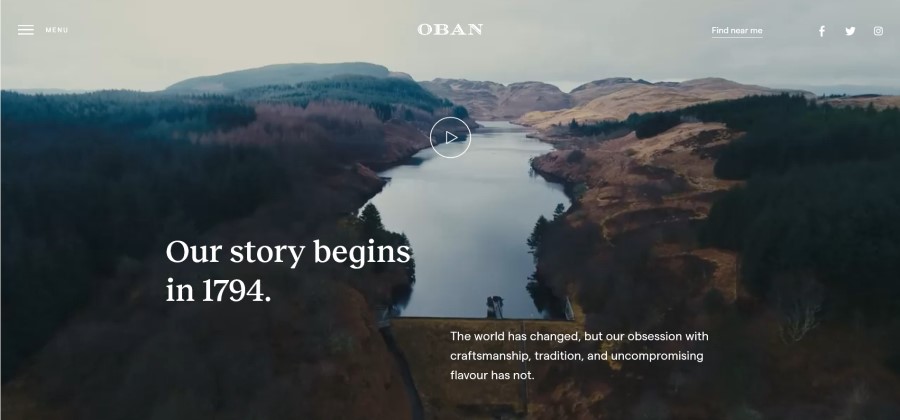 MENU
OBAN
Find near me
Our story begins
in 1794.
The world has changed, but our obsession with
craftsmanship, tradition, and uncompromising
flavour has not.